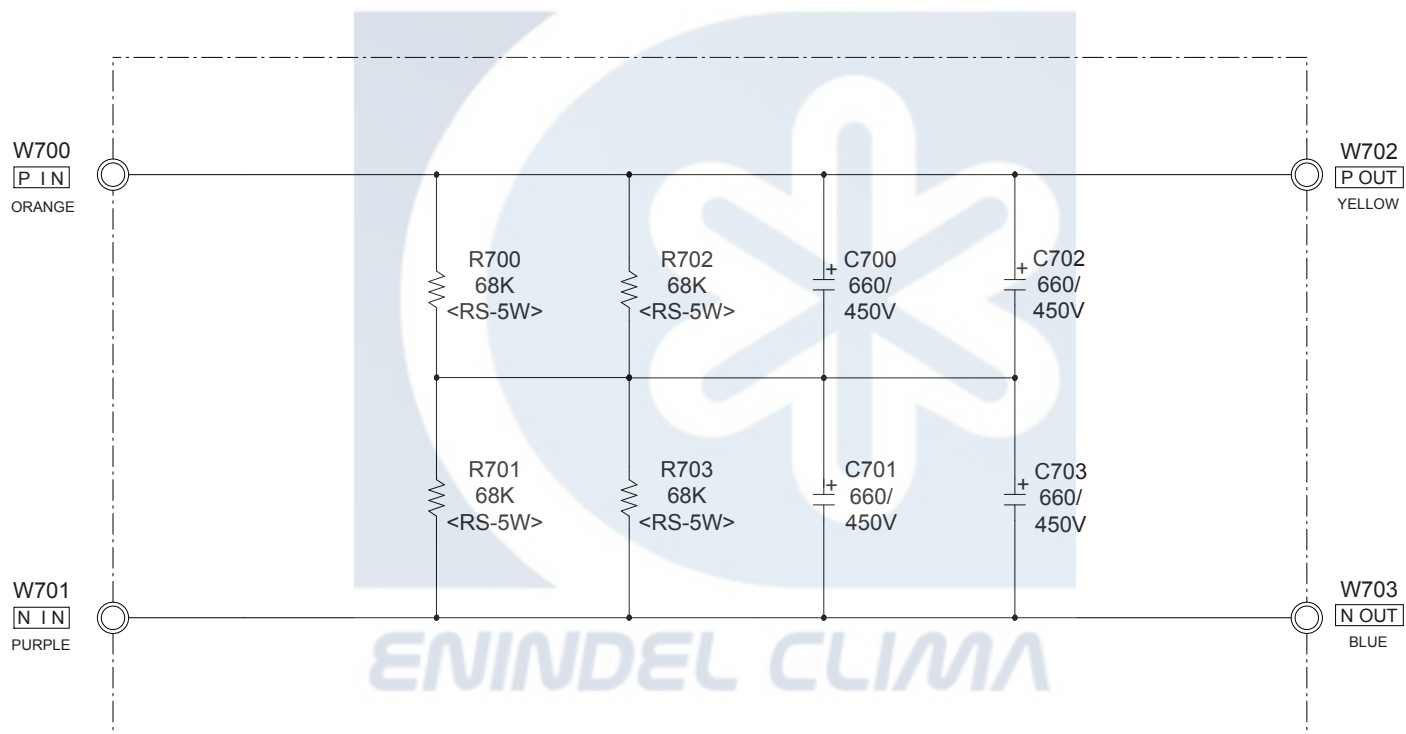 W700
P IN
ORANGE
W702
P OUT
YELLOW
R700
68K
<RS-5W>
R702
68K
<RS-5W>
C700
660/
450V
+
C702
660/
450V
+
R701
68K
<RS-5W>
R703
68K
<RS-5W>
C701
660/
450V
+
C703
660/
450V
+
W701
N IN
PURPLE
W703
N OUT
BLUE
ENINDEL CLIMA